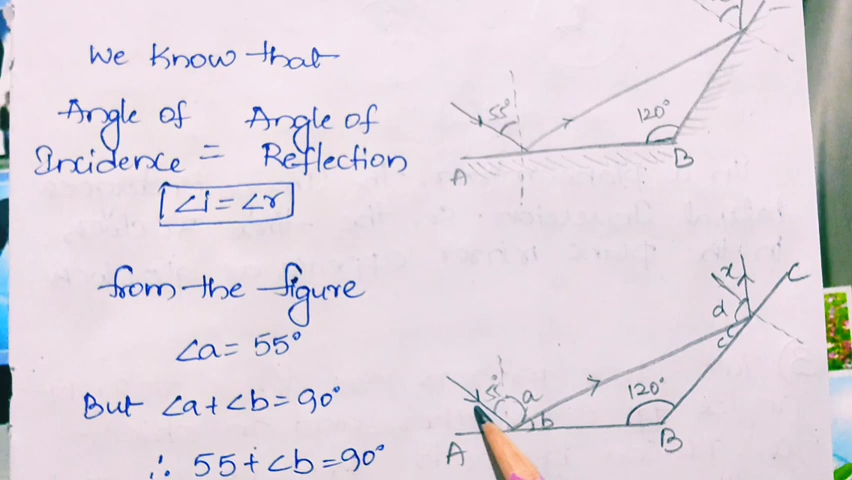 We know that
Angle of Angle of
Incidence = Reflection
∠i = ∠r
from the figure
∠a = 55°
But ∠a + ∠b = 90°
∴ 55 + ∠b = 90°
55°
120°
A
B
x
C
d
c
55°
a
b
120°
A
B